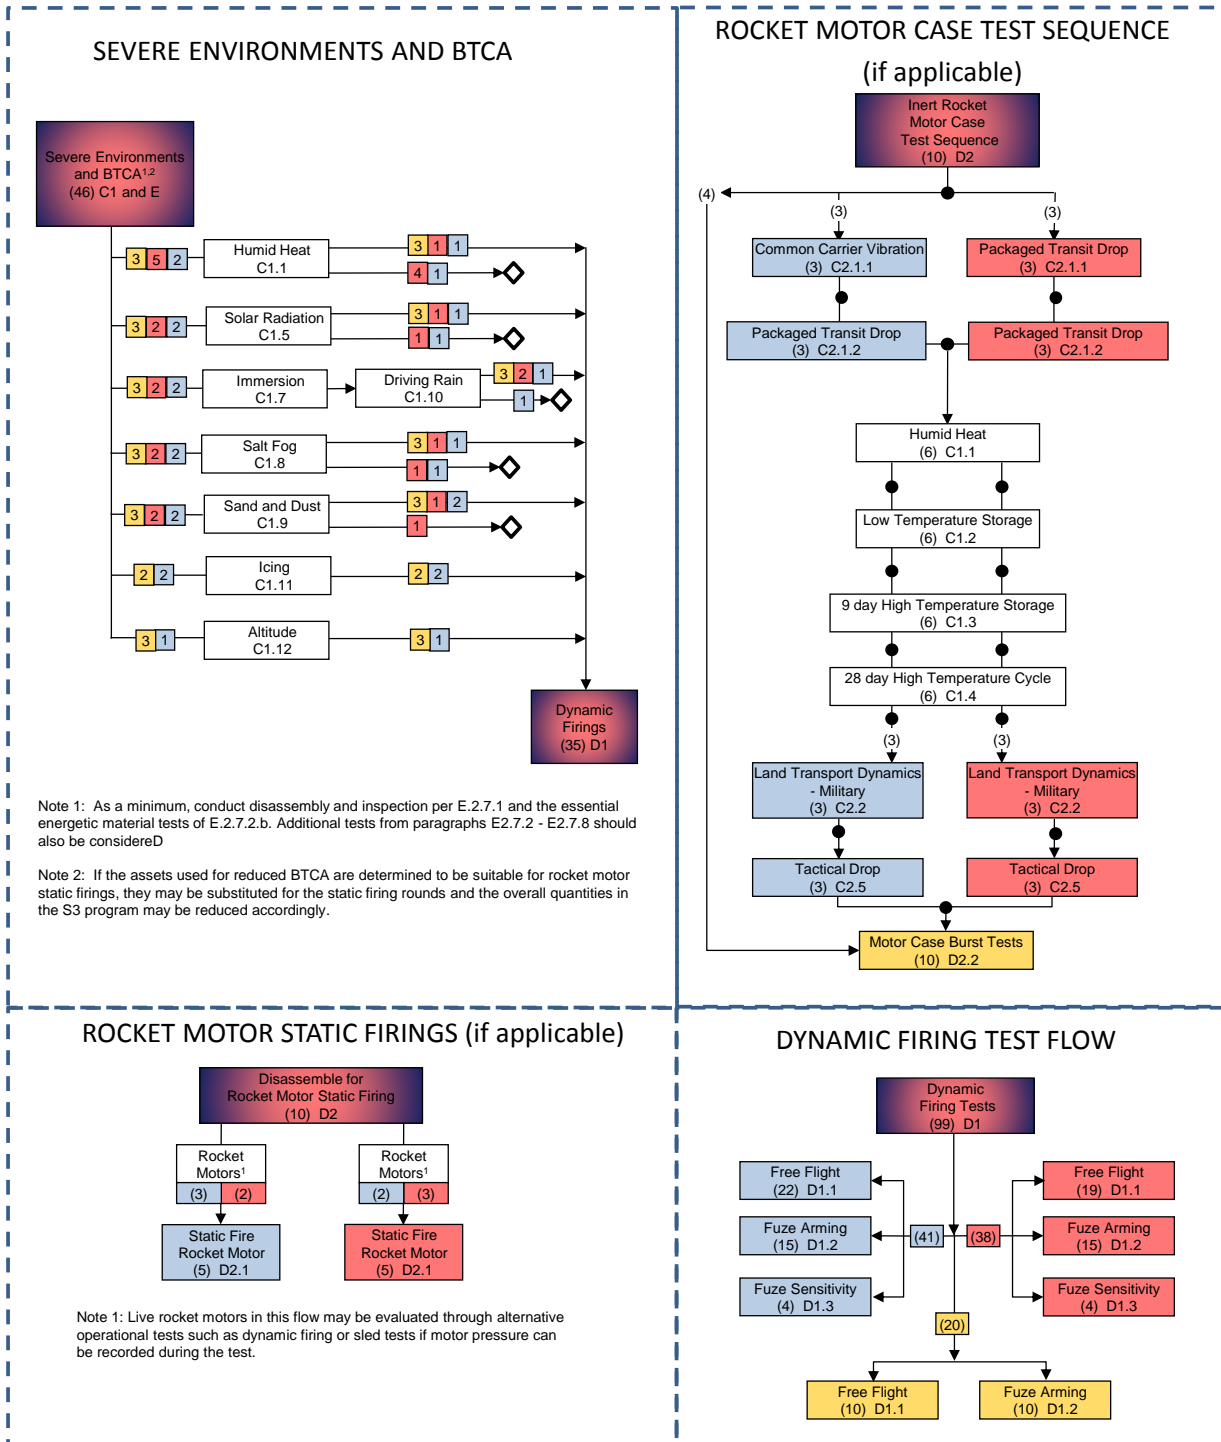 SEVERE ENVIRONMENTS AND BTCA
Severe Environments
and BTCA¹,²
(46) C1 and E
3 5 2
Humid Heat
C1.1
3 1 1
4 1
3 2 2
Solar Radiation
C1.5
3 1 1
1 1
3 2 2
Immersion
C1.7
Driving Rain
C1.10
3 2 1
1
3 2 2
Salt Fog
C1.8
3 1 1
1 1
3 2 2
Sand and Dust
C1.9
3 1 2
1
2 2
Icing
C1.11
2 2
3 1
Altitude
C1.12
3 1
Dynamic
Firings
(35) D1
Note 1: As a minimum, conduct disassembly and inspection per E.2.7.1 and the essential
energetic material tests of E.2.7.2.b. Additional tests from paragraphs E2.7.2 - E2.7.8 should
also be considereD
Note 2: If the assets used for reduced BTCA are determined to be suitable for rocket motor
static firings, they may be substituted for the static firing rounds and the overall quantities in
the S3 program may be reduced accordingly.
ROCKET MOTOR CASE TEST SEQUENCE
(if applicable)
Inert Rocket
Motor Case
Test Sequence
(10) D2
(4)
(3)
(3)
Common Carrier Vibration
(3) C2.1.1
Packaged Transit Drop
(3) C2.1.1
Packaged Transit Drop
(3) C2.1.2
Packaged Transit Drop
(3) C2.1.2
Humid Heat
(6) C1.1
Low Temperature Storage
(6) C1.2
9 day High Temperature Storage
(6) C1.3
28 day High Temperature Cycle
(6) C1.4
(3)
(3)
Land Transport Dynamics
- Military
(3) C2.2
Land Transport Dynamics
- Military
(3) C2.2
Tactical Drop
(3) C2.5
Tactical Drop
(3) C2.5
Motor Case Burst Tests
(10) D2.2
ROCKET MOTOR STATIC FIRINGS (if applicable)
Disassemble for
Rocket Motor Static Firing
(10) D2
Rocket
Motors¹
(3) (2)
Rocket
Motors¹
(2) (3)
Static Fire
Rocket Motor
(5) D2.1
Static Fire
Rocket Motor
(5) D2.1
Note 1: Live rocket motors in this flow may be evaluated through alternative
operational tests such as dynamic firing or sled tests if motor pressure can
be recorded during the test.
DYNAMIC FIRING TEST FLOW
Dynamic
Firing Tests
(99) D1
Free Flight
(22) D1.1
Free Flight
(19) D1.1
Fuze Arming
(15) D1.2
(41)
(38)
Fuze Arming
(15) D1.2
Fuze Sensitivity
(4) D1.3
Fuze Sensitivity
(4) D1.3
(20)
Free Flight
(10) D1.1
Fuze Arming
(10) D1.2